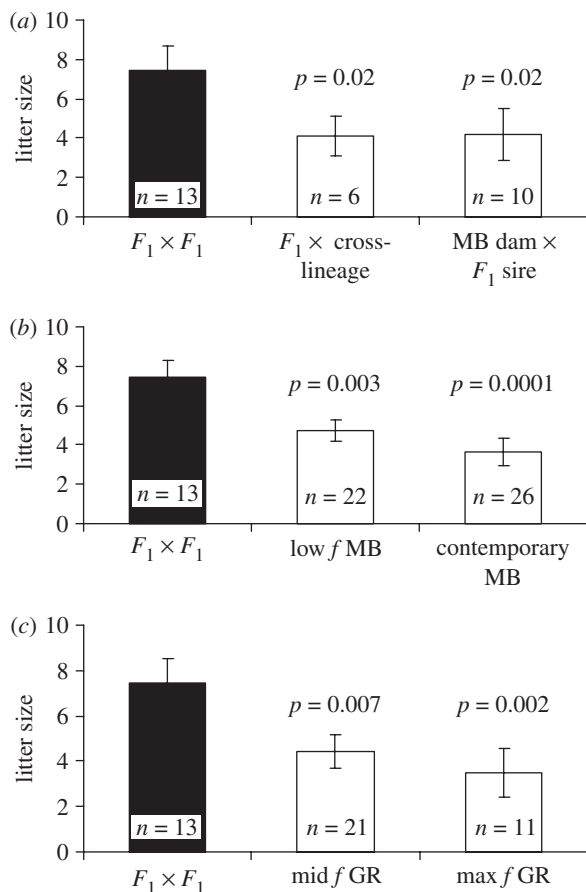 (a) 10
8
6
4
2
0
litter size
p = 0.02 p = 0.02
n = 13 n = 6 n = 10
F₁ × F₁ F₁ × cross- MB dam ×
lineage F₁ sire
(b) 10
8
6
4
2
0
litter size
p = 0.003 p = 0.0001
n = 13 n = 22 n = 26
F₁ × F₁ low f MB contemporary
MB
(c) 10
8
6
4
2
0
litter size
p = 0.007 p = 0.002
n = 13 n = 21 n = 11
F₁ × F₁ mid f GR max f GR